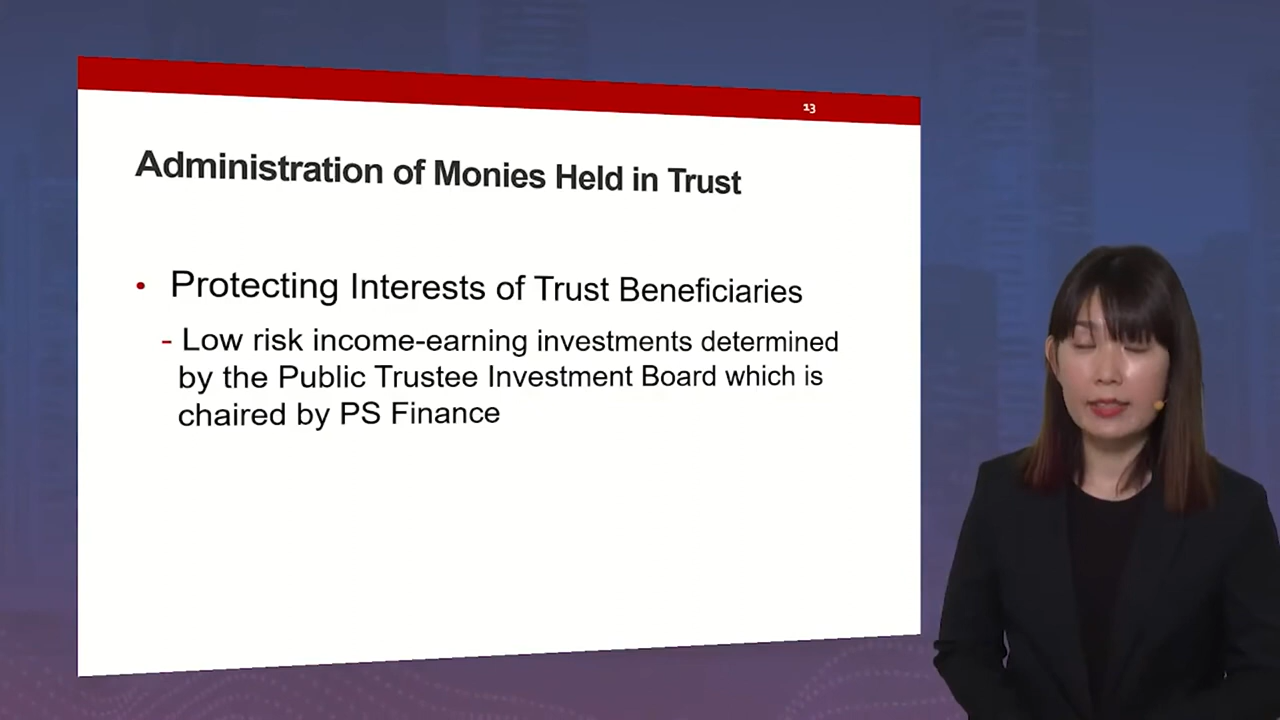 13
Administration of Monies Held in Trust
• Protecting Interests of Trust Beneficiaries
- Low risk income-earning investments determined
by the Public Trustee Investment Board which is
chaired by PS Finance